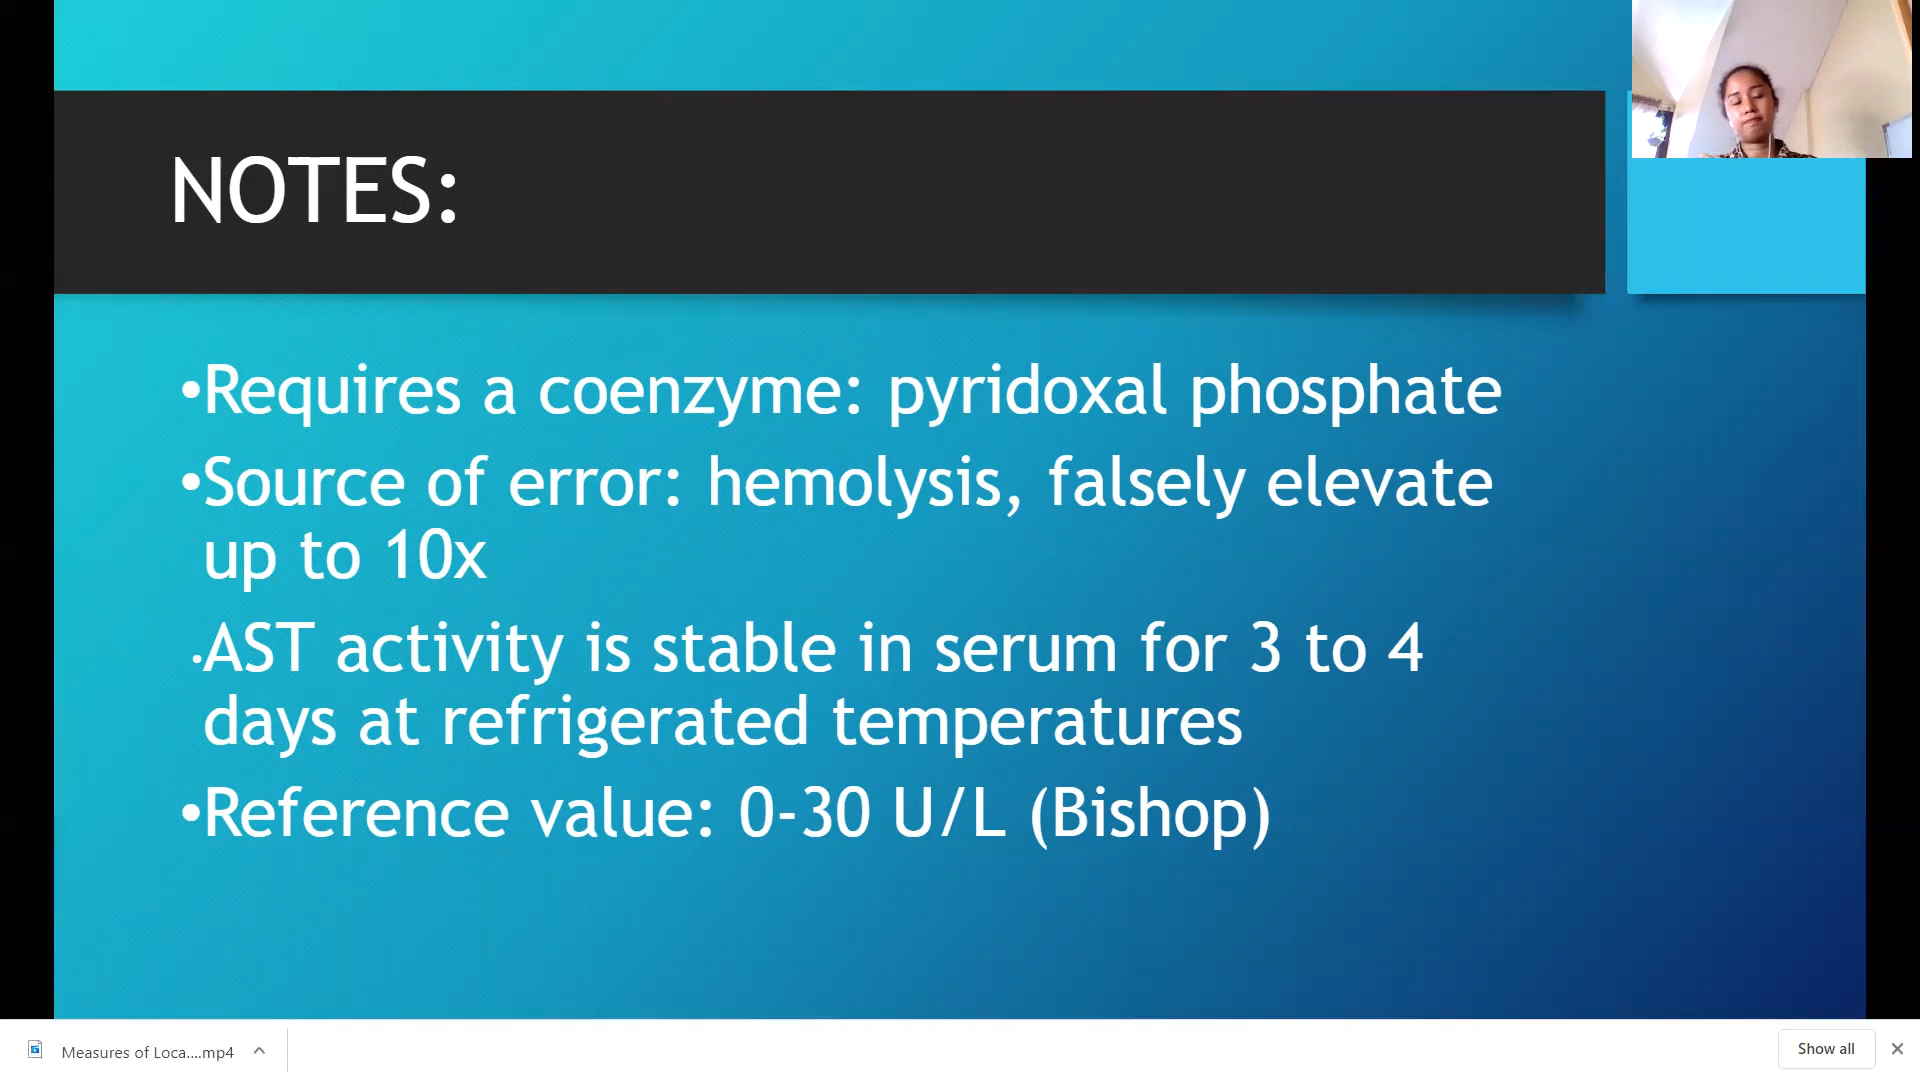 NOTES:
•Requires a coenzyme: pyridoxal phosphate
•Source of error: hemolysis, falsely elevate
up to 10x
•AST activity is stable in serum for 3 to 4
days at refrigerated temperatures
•Reference value: 0-30 U/L (Bishop)
Measures of Loca....mp4
Show all